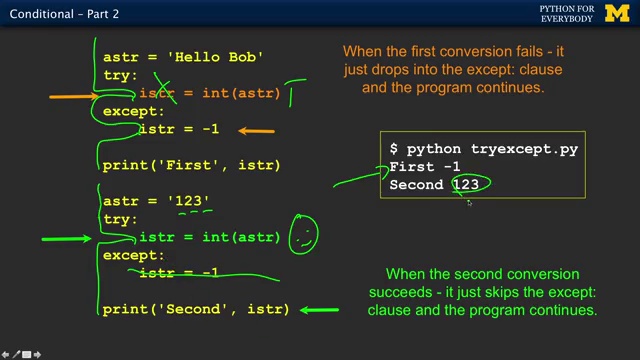 Conditional – Part 2
PYTHON FOR
EVERYBODY
astr = 'Hello Bob'
try:
istr = int(astr)
except:
istr = -1
print('First', istr)
astr = '123'
try:
istr = int(astr)
except:
istr = -1
print('Second', istr)
When the first conversion fails - it
just drops into the except: clause
and the program continues.
$ python tryexcept.py
First -1
Second 123
When the second conversion
succeeds - it just skips the except:
clause and the program continues.